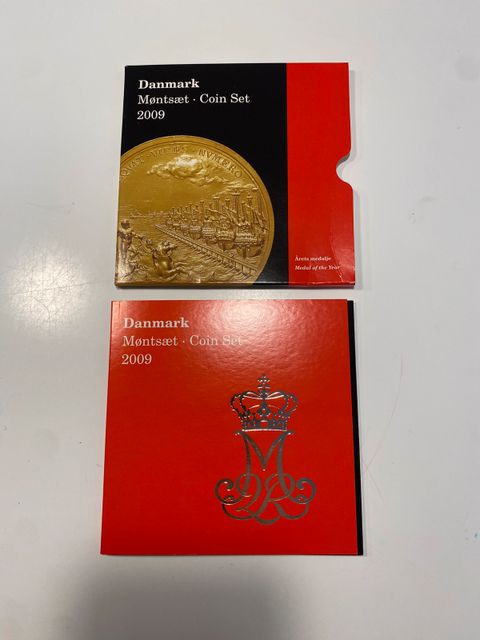 Danmark
Møntsæt · Coin Set
2009
Årets medalje
Medal of the Year
Danmark
Møntsæt · Coin Set
2009